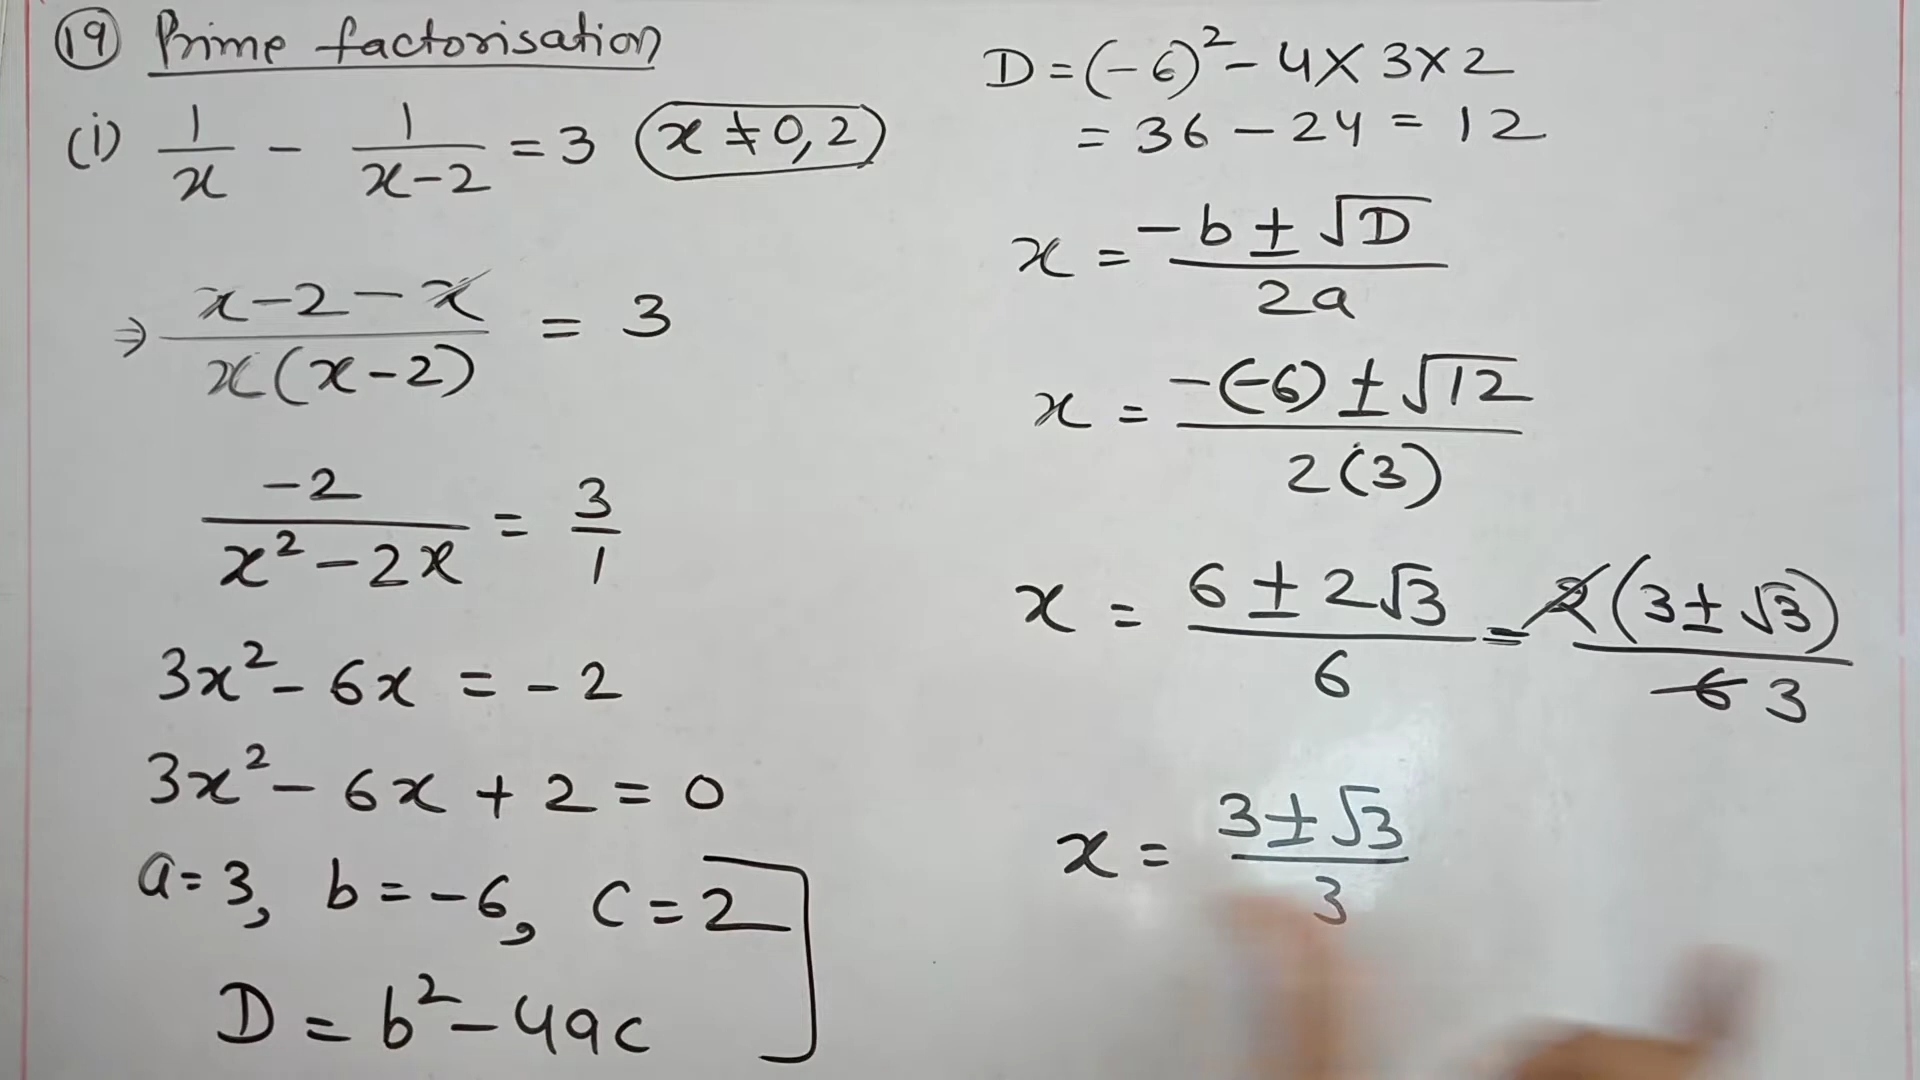 (19) Prime factorisation
(i) 1/x - 1/(x-2) = 3 (x ≠ 0, 2)
⇒ (x-2-x)/(x(x-2)) = 3
-2/(x²-2x) = 3/1
3x² - 6x = -2
3x² - 6x + 2 = 0
a = 3, b = -6, c = 2
D = b² - 4ac
D = (-6)² - 4 × 3 × 2
= 36 - 24 = 12
x = (-b ± √D)/(2a)
x = (-(-6) ± √12)/(2(3))
x = (6 ± 2√3)/6 = 2(3 ± √3)/6 3
x = (3 ± √3)/3